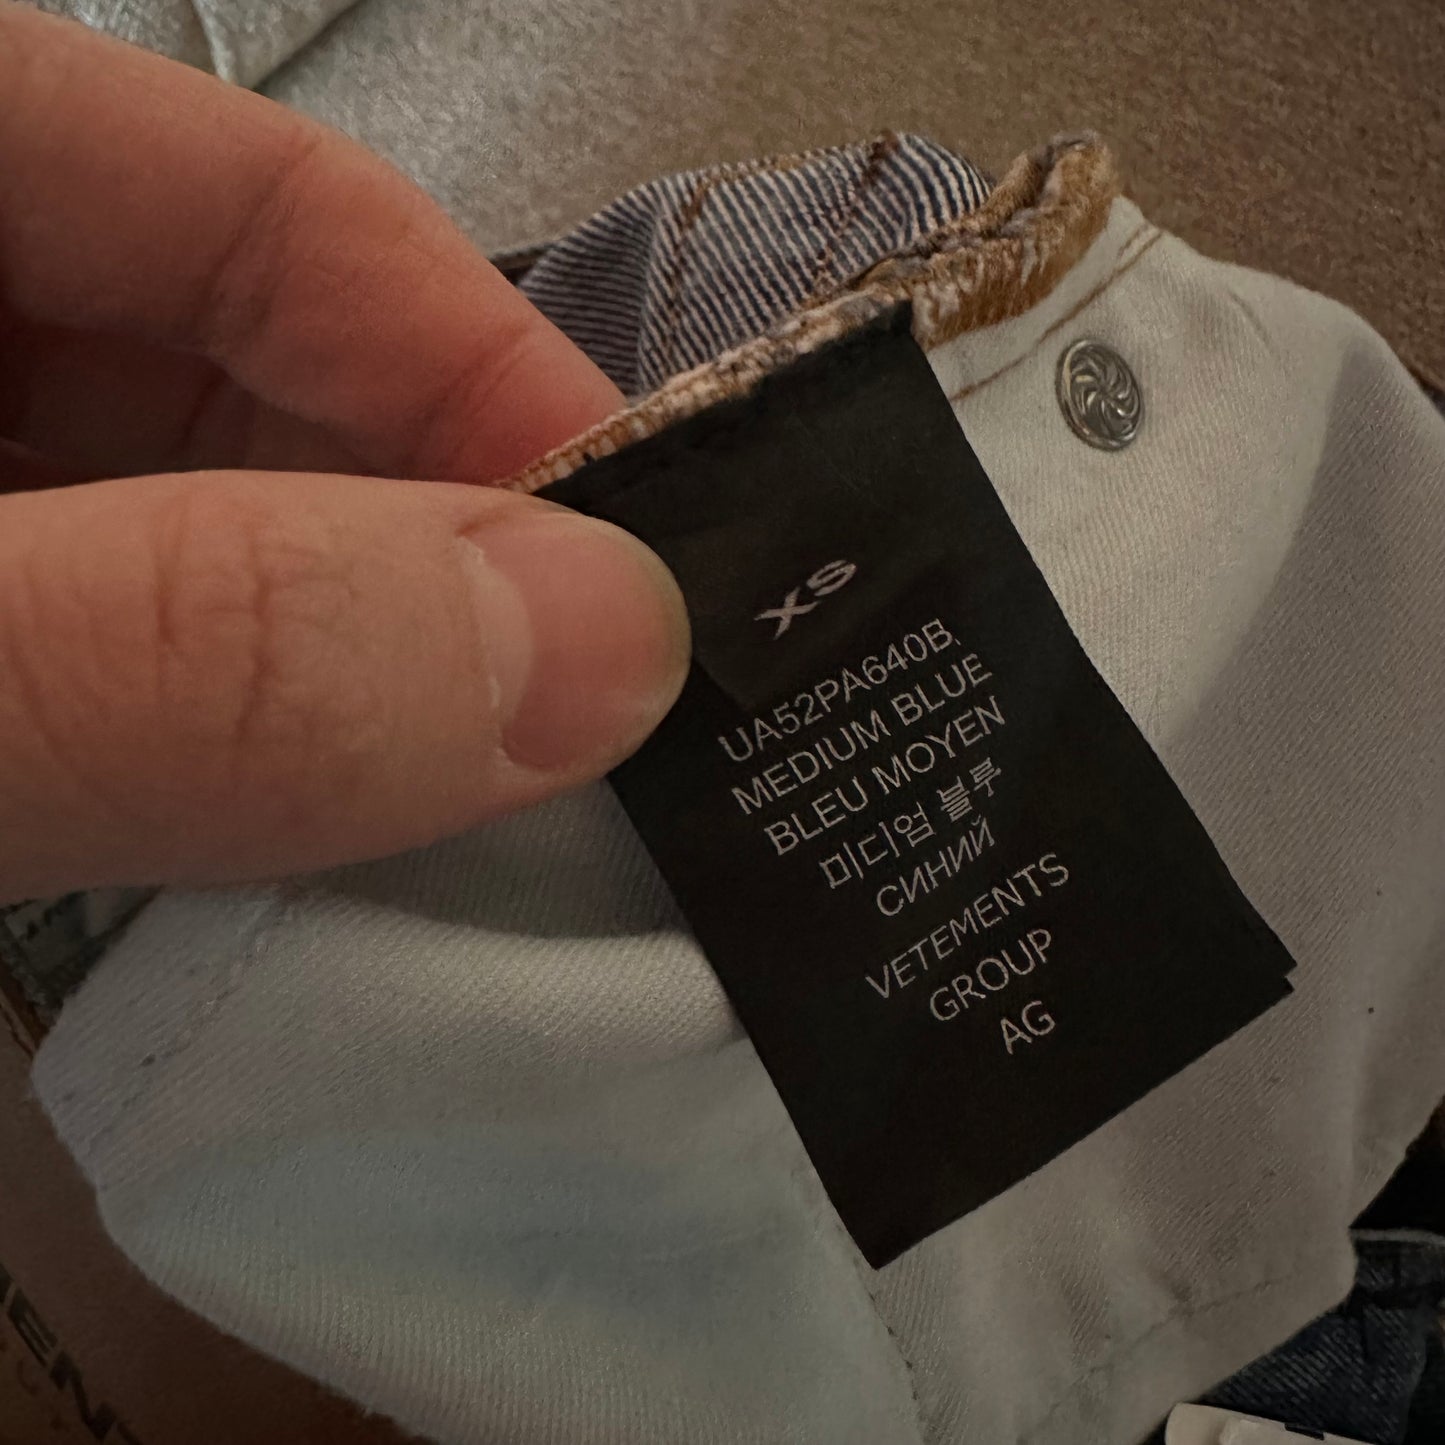 XS
UA52PA640B
MEDIUM BLUE
BLEU MOYEN
미디엄 블루
СИНИЙ
VETEMENTS
GROUP
AG